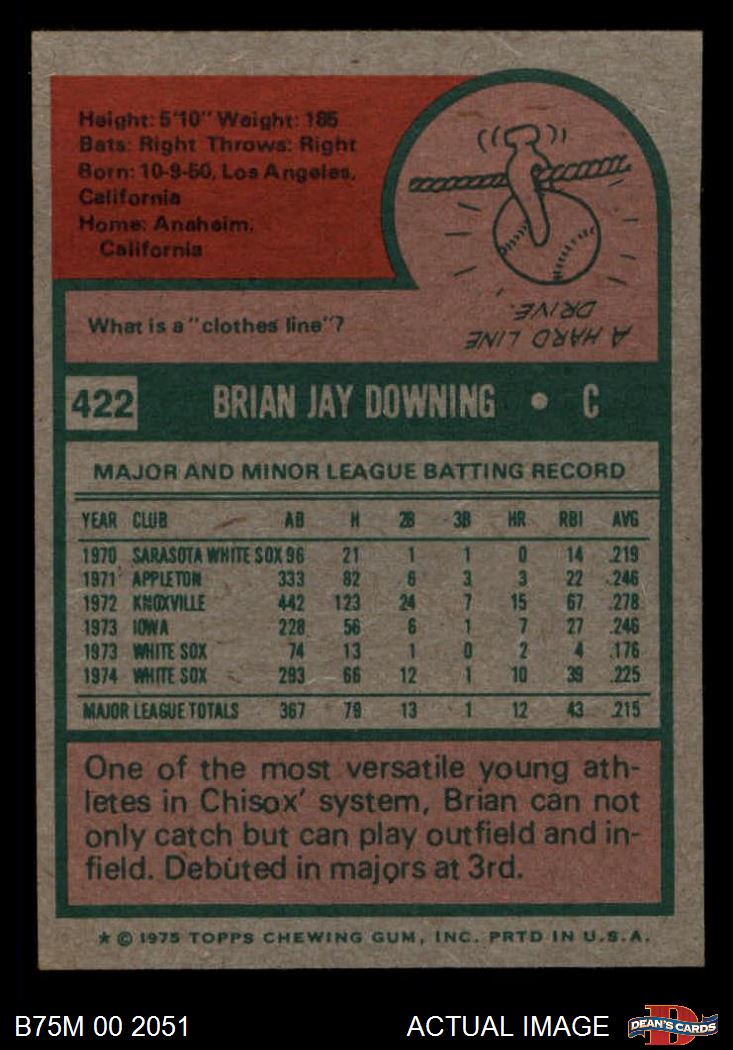 Height: 5'10" Weight: 185
Bats: Right Throws: Right
Born: 10-9-50, Los Angeles,
California
Home: Anaheim,
California
What is a "clothes line"?
A HARD LINE
DRIVE.
422 BRIAN JAY DOWNING • C
MAJOR AND MINOR LEAGUE BATTING RECORD
YEAR CLUB AB H 2B 3B HR RBI AVG
1970 SARASOTA WHITE SOX 96 21 1 1 0 14 .219
1971 APPLETON 333 82 6 3 3 22 .246
1972 KNOXVILLE 442 123 24 7 15 67 .278
1973 IOWA 228 56 6 1 7 27 .246
1973 WHITE SOX 74 13 1 0 2 4 .176
1974 WHITE SOX 293 66 12 1 10 39 .225
MAJOR LEAGUE TOTALS 367 79 13 1 12 43 .215
One of the most versatile young ath-
letes in Chisox' system, Brian can not
only catch but can play outfield and in-
field. Debuted in majors at 3rd.
★ © 1975 TOPPS CHEWING GUM, INC. PRTD IN U.S.A.
B75M 00 2051 ACTUAL IMAGE DEAN'S CARDS